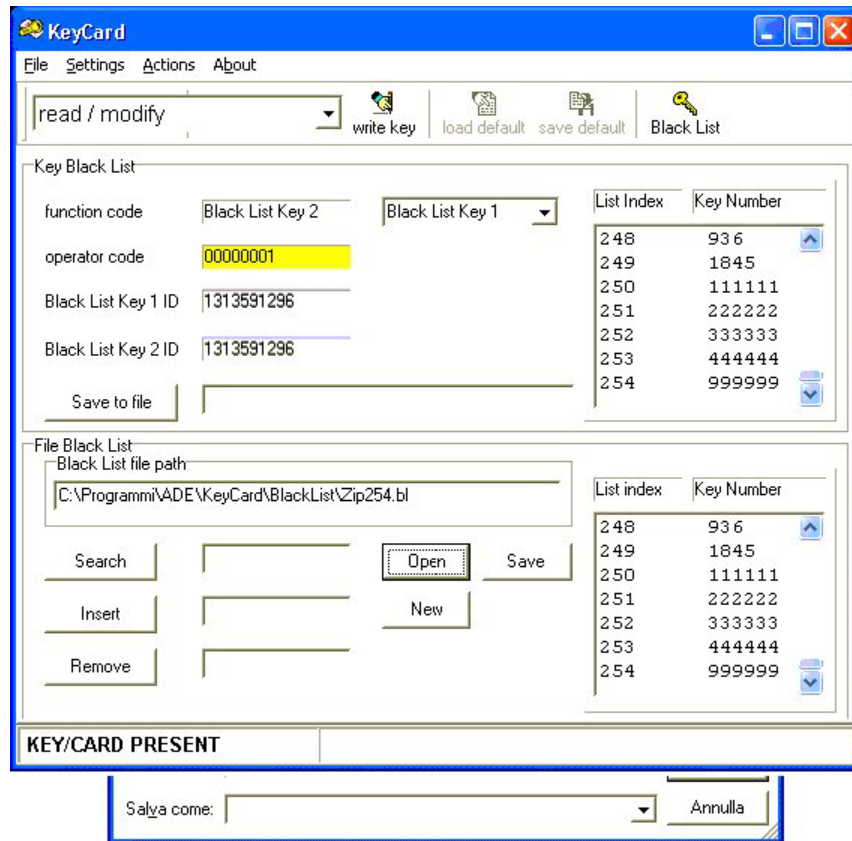 KeyCard
File Settings Actions About
read / modify
write key load default save default Black List
Key Black List
function code Black List Key 2 Black List Key 1
operator code 00000001
Black List Key 1 ID 1313591296
Black List Key 2 ID 1313591296
Save to file
List Index Key Number
248 936
249 1845
250 111111
251 222222
252 333333
253 444444
254 999999
File Black List
Black List file path
C:\Programmi\ADE\KeyCard\BlackList\Zip254.bl
Search Open Save
Insert New
Remove
List index Key Number
248 936
249 1845
250 111111
251 222222
252 333333
253 444444
254 999999
KEY/CARD PRESENT
Salva come: Annulla